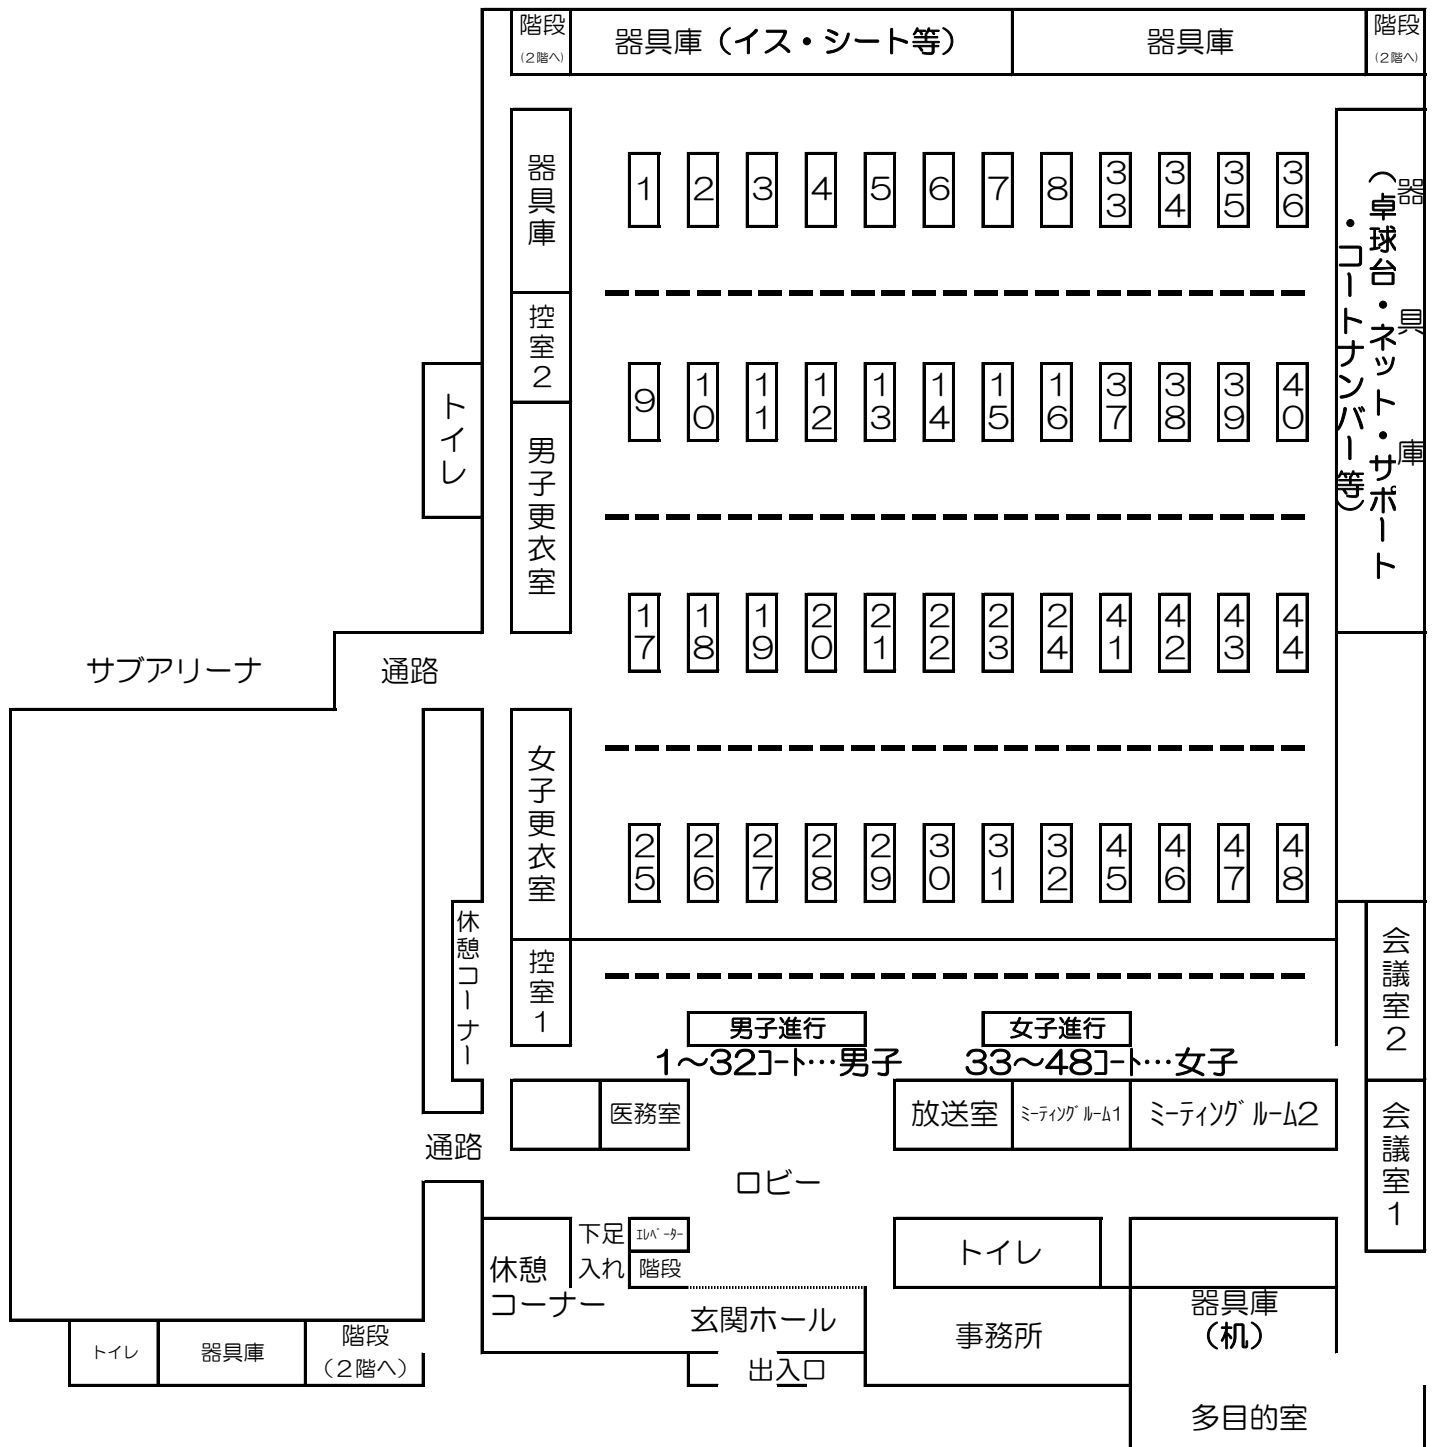 階段
(2階へ)
器具庫（イス・シート等）
器具庫
階段
(2階へ)
器具庫
1 2 3 4 5 6 7 8 33 34 35 36
器具庫
（卓球台・ネット・サポート
・コートナンバー等）
控室2
9 10 11 12 13 14 15 16 37 38 39 40
トイレ
男子更衣室
17 18 19 20 21 22 23 24 41 42 43 44
サブアリーナ
通路
女子更衣室
25 26 27 28 29 30 31 32 45 46 47 48
休憩コーナー
控室1
会議室2
男子進行
女子進行
1～32ｺｰﾄ…男子
33～48ｺｰﾄ…女子
医務室
放送室
ﾐｰﾃｨﾝｸﾞﾙｰﾑ1
ﾐｰﾃｨﾝｸﾞﾙｰﾑ2
会議室1
通路
ロビー
下足
入れ
ｴﾚﾍﾞｰﾀｰ
階段
トイレ
休憩
コーナー
玄関ホール
事務所
器具庫
（机）
トイレ
器具庫
階段
（2階へ）
出入口
多目的室